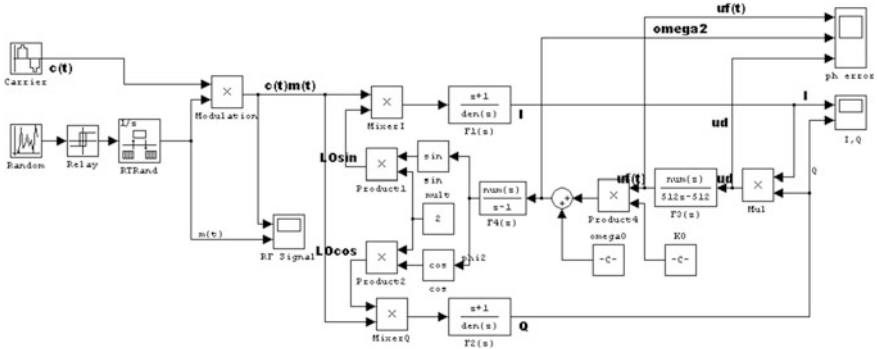 uf(t)
omega2
ph error
c(t)
Carrier
c(t)m(t)
Modulation
s+1
den(s)
F1(s)
I
I
I,Q
MixerI
1/s
Random
Relay
RTRand
LOsin
Product1
sin
sin
mult
2
num(s)
s-1
F4(s)
uf(t)
Product4
num(s)
512s-512
F3(s)
ud
ud
Mul
Q
m(t)
RF Signal
LOcos
Product2
cos
cos
phi2
omega0
-C-
K0
-C-
MixerQ
s+1
den(s)
F2(s)
Q